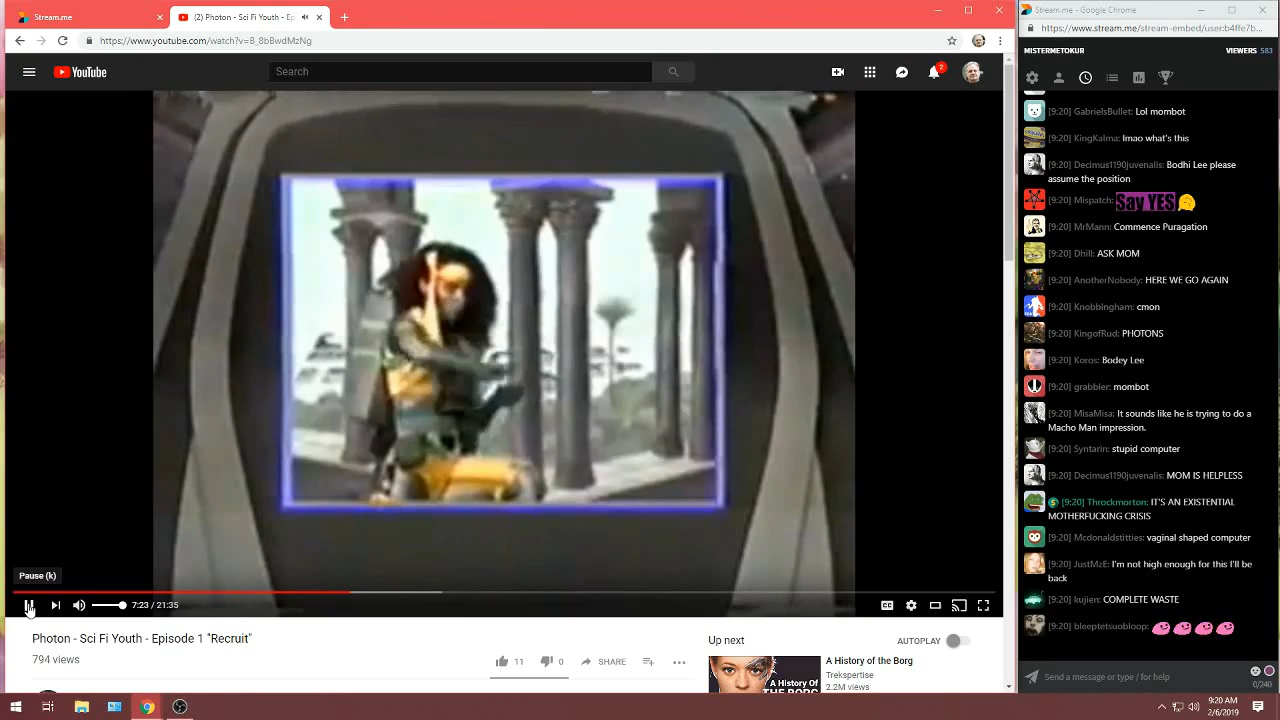 Stream.me
(2) Photon - Sci Fi Youth - Ep
Stream.me - Google Chrome
https://www.youtube.com/watch?v=B_8bBwdMzNg
https://www.stream.me/stream-embed/user:b4ffe7b...
MISTERMETOKUR
VIEWERS 583
YouTube
Search
2
[9:20] GabrielsBullet: Lol mombot
[9:20] KingKalma: lmao what's this
[9:20] Decimus1190juvenalis: Bodhi Lee please
assume the position
[9:20] Mispatch: Say YES
[9:20] MrMann: Commence Puragation
[9:20] Dhill: ASK MOM
[9:20] AnotherNobody: HERE WE GO AGAIN
[9:20] Knobbingham: cmon
[9:20] KingofRud: PHOTONS
[9:20] Koros: Bodey Lee
[9:20] grabbler: mombot
[9:20] MisaMisa: It sounds like he is trying to do a
Macho Man impression.
[9:20] Syntarin: stupid computer
[9:20] Decimus1190juvenalis: MOM IS HELPLESS
[9:20] Throckmorton: IT'S AN EXISTENTIAL
MOTHERFUCKING CRISIS
[9:20] Mcdonaldstitties: vaginal shaped computer
[9:20] JustMzE: I'm not high enough for this I'll be
back
[9:20] kujien: COMPLETE WASTE
[9:20] bleeptetsuobloop:
Send a message or type / for help
0/240
Pause (k)
7:23 / 21:35
Photon - Sci Fi Youth - Episode 1 "Recruit"
794 views
11
0
SHARE
Up next
AUTOPLAY
A History of the Borg
Trekspertise
2.2M views
A History Of
THE BORG
9:20 AM
2/6/2019